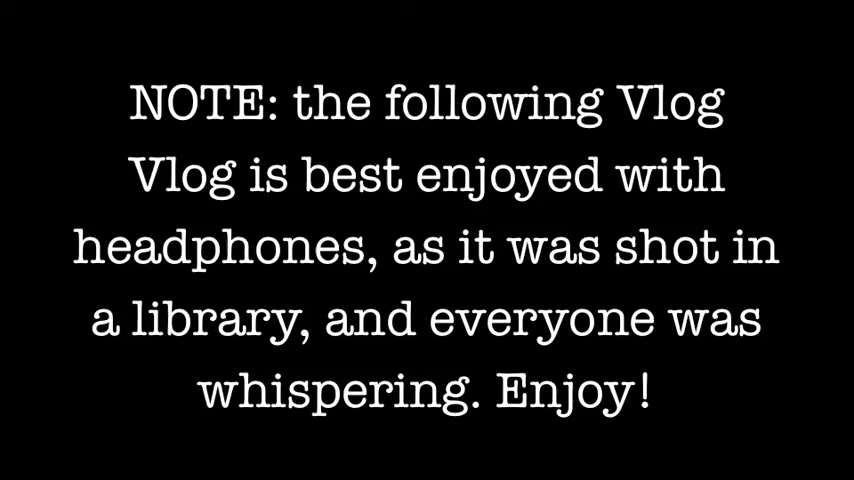 NOTE: the following Vlog
Vlog is best enjoyed with
headphones, as it was shot in
a library, and everyone was
whispering. Enjoy!